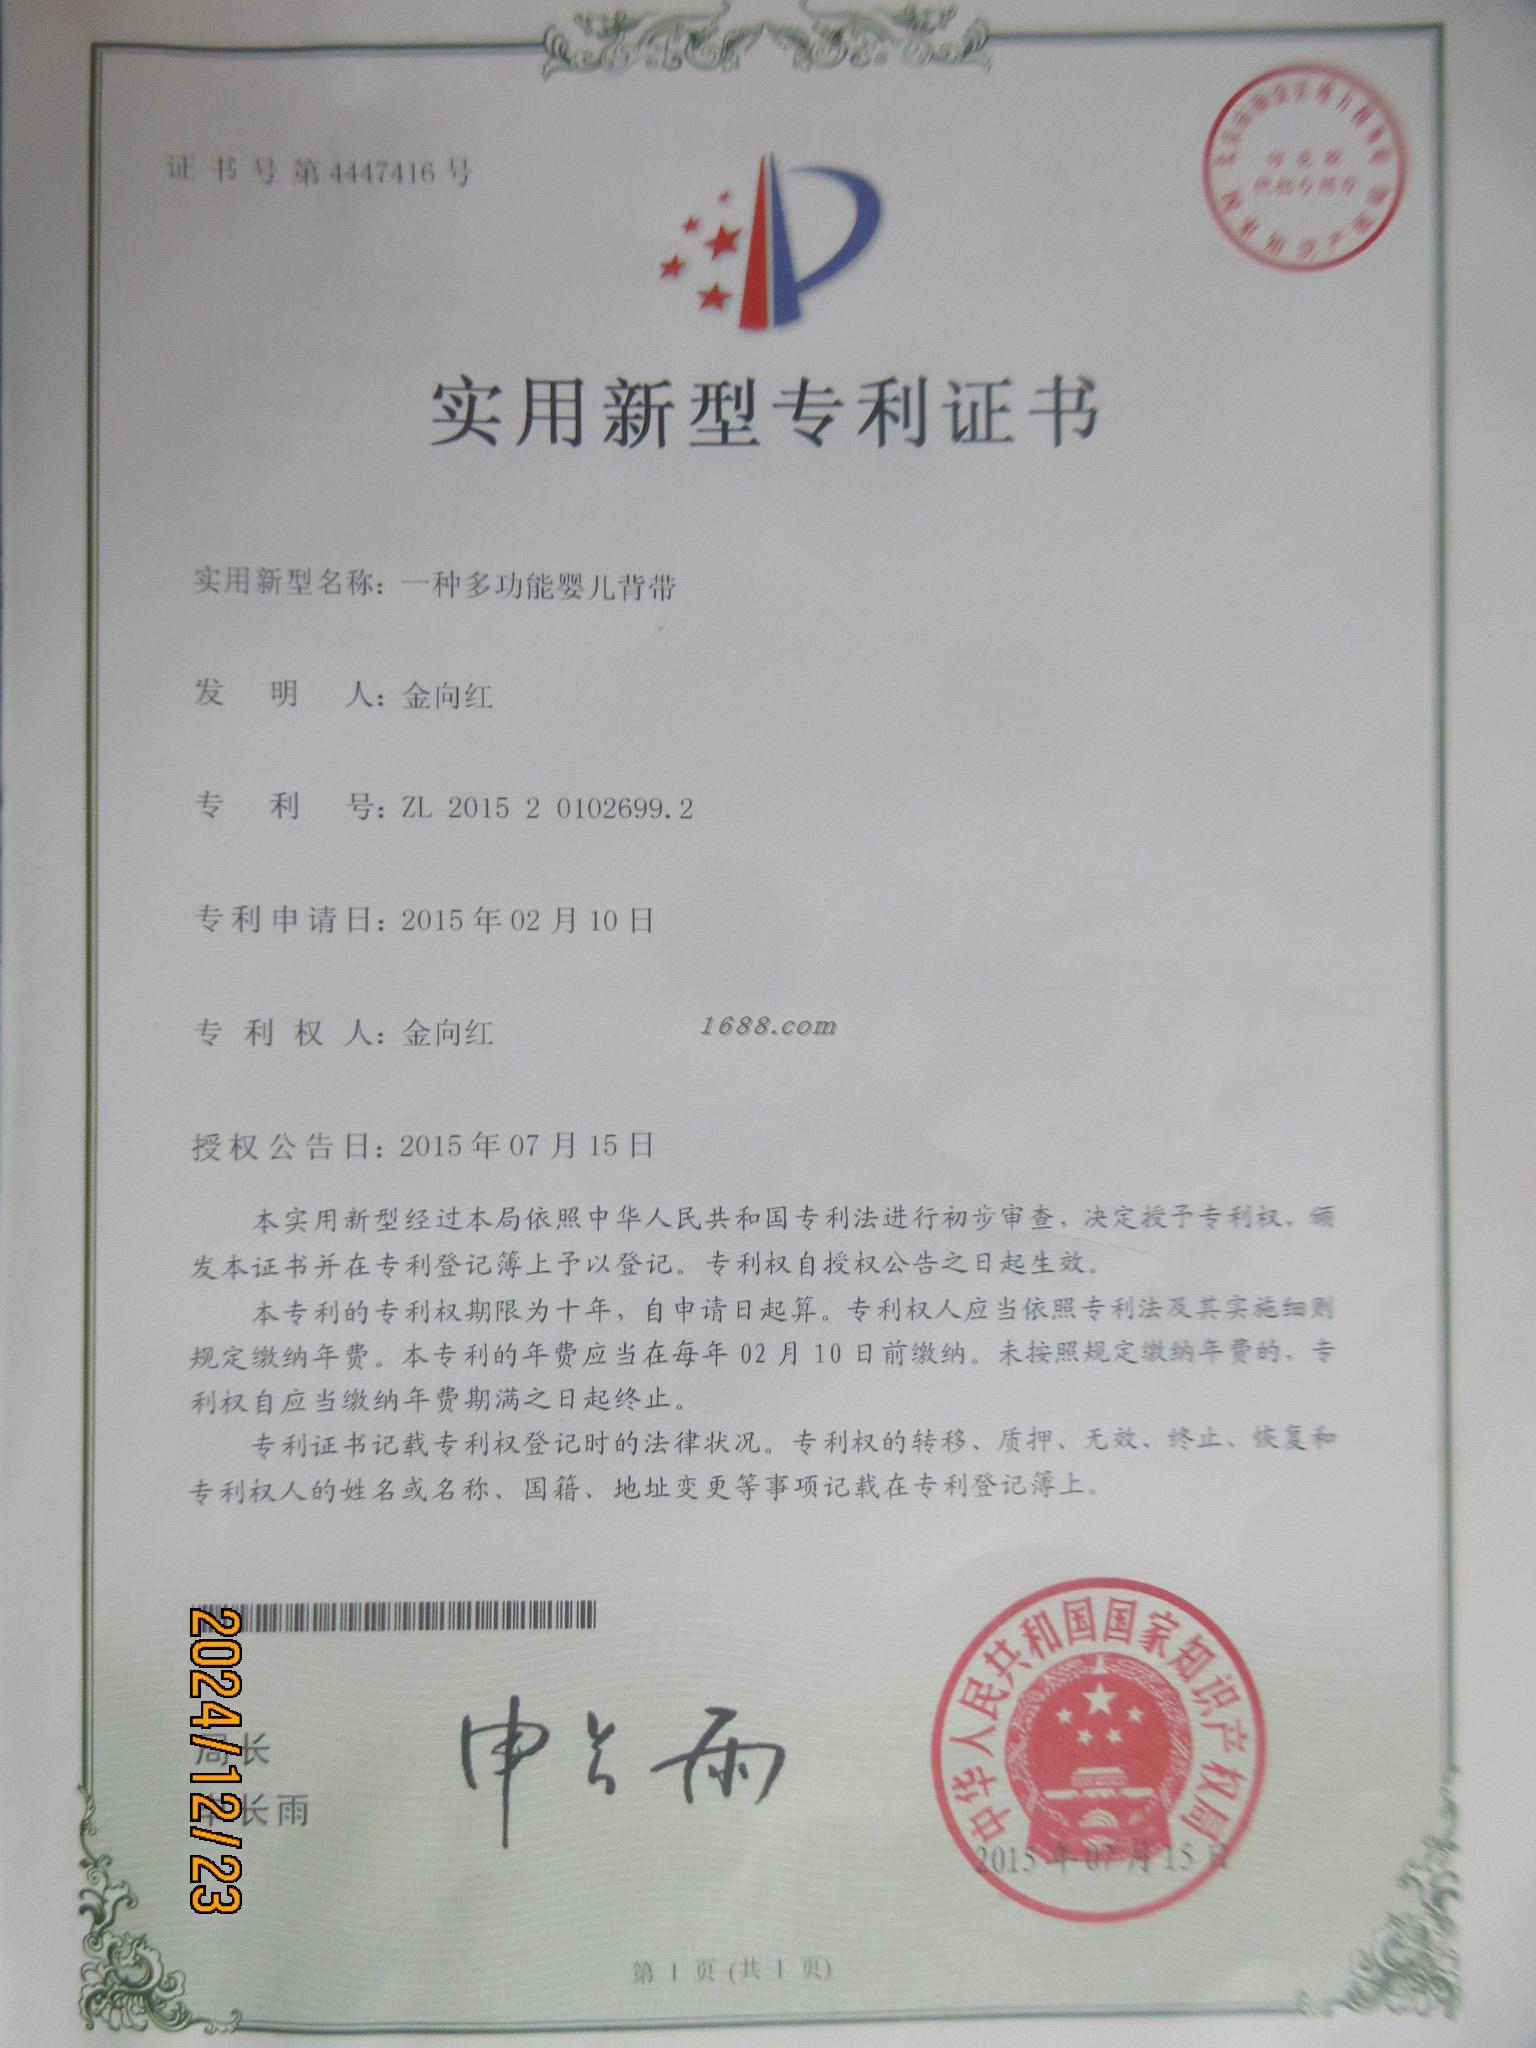 证书号第4447416号
实用新型专利证书
实用新型名称：一种多功能婴儿背带
发明人：金向红
专利号：ZL 2015 2 0102699.2
专利申请日：2015年02月10日
专利权人：金向红
1688.com
授权公告日：2015年07月15日
本实用新型经过本局依照中华人民共和国专利法进行初步审查，决定授予专利权，颁
发本证书并在专利登记簿上予以登记。专利权自授权公告之日起生效。
本专利的专利权期限为十年，自申请日起算。专利权人应当依照专利法及其实施细则
规定缴纳年费。本专利的年费应当在每年02月10日前缴纳。未按照规定缴纳年费的，专
利权自应当缴纳年费期满之日起终止。
专利证书记载专利权登记时的法律状况。专利权的转移、质押、无效、终止、恢复和
专利权人的姓名或名称、国籍、地址变更等事项记载在专利登记簿上。
2024/12/23
局长
申长雨
申长雨
中华人民共和国国家知识产权局
2015年07月15日
第 1 页 (共 1 页)